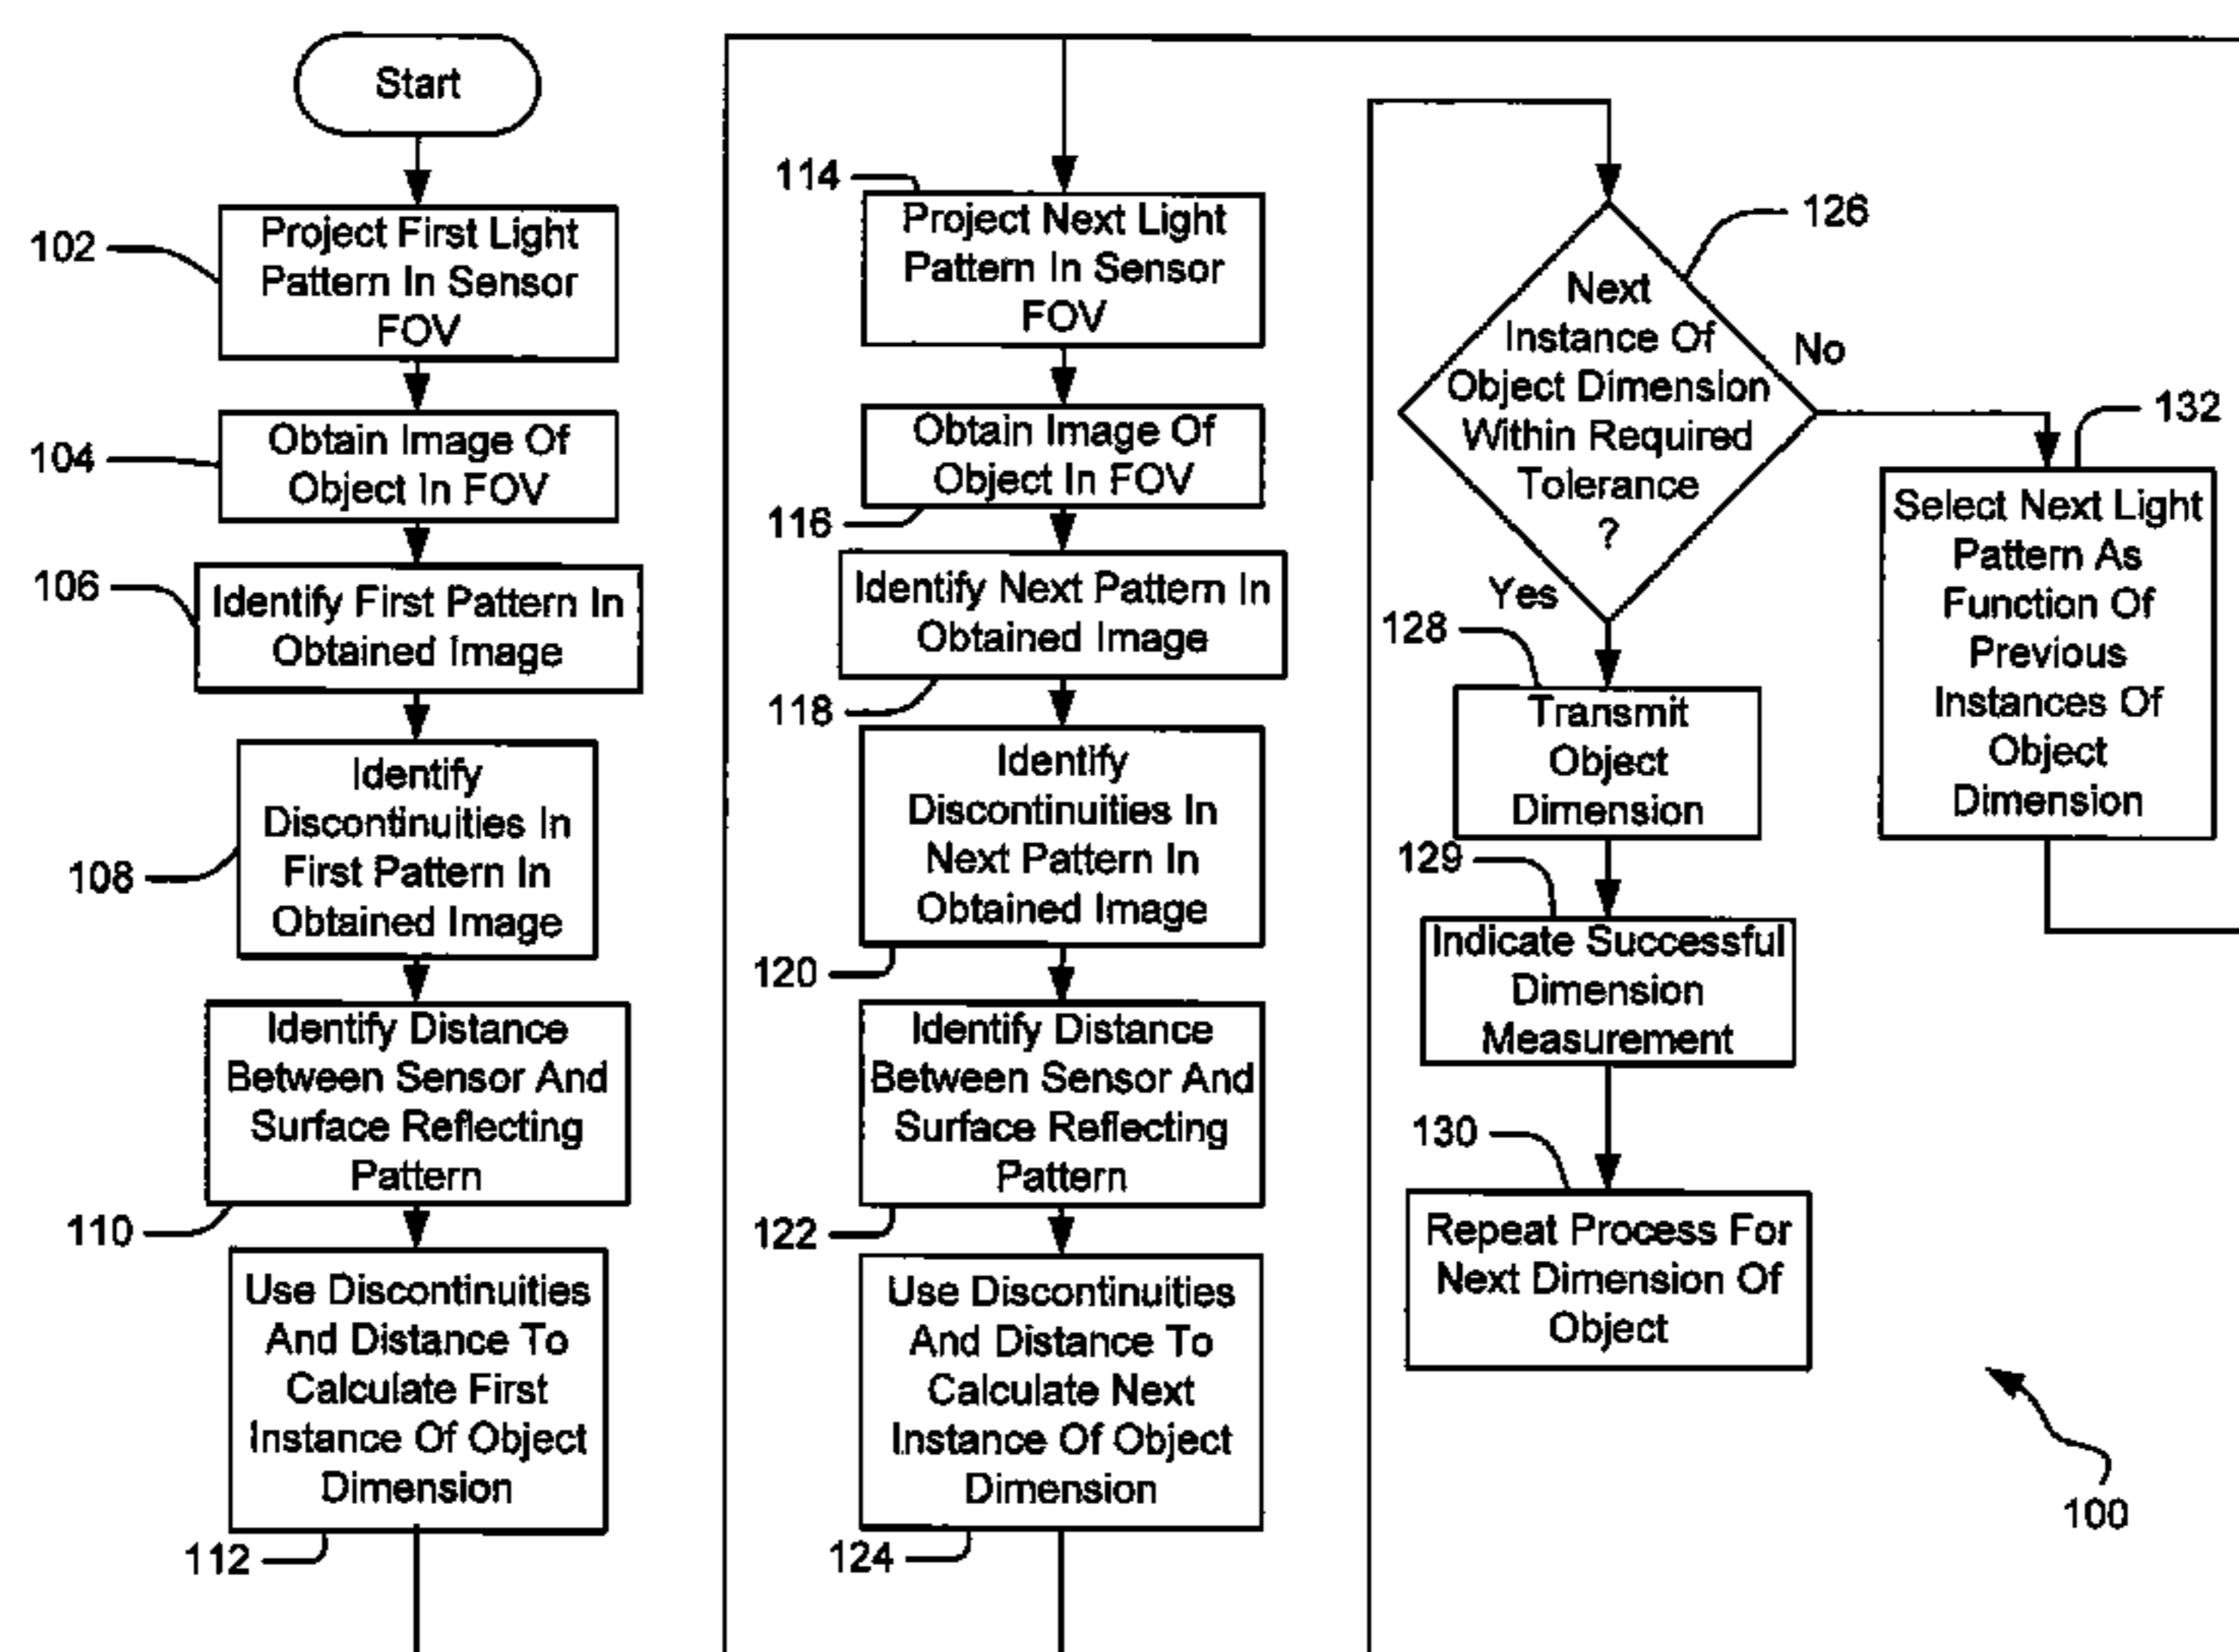 Start
102
Project First Light
Pattern In Sensor
FOV
104
Obtain Image Of
Object In FOV
106
Identify First Pattern In
Obtained Image
108
Identify
Discontinuities In
First Pattern In
Obtained Image
110
Identify Distance
Between Sensor And
Surface Reflecting
Pattern
112
Use Discontinuities
And Distance To
Calculate First
Instance Of Object
Dimension
114
Project Next Light
Pattern In Sensor
FOV
116
Obtain Image Of
Object In FOV
118
Identify Next Pattern In
Obtained Image
120
Identify
Discontinuities In
Next Pattern In
Obtained Image
122
Identify Distance
Between Sensor And
Surface Reflecting
Pattern
124
Use Discontinuities
And Distance To
Calculate Next
Instance Of Object
Dimension
126
Next
Instance Of
Object Dimension
Within Required
Tolerance
?
No
Yes
128
Transmit
Object
Dimension
129
Indicate Successful
Dimension
Measurement
130
Repeat Process For
Next Dimension Of
Object
132
Select Next Light
Pattern As
Function Of
Previous
Instances Of
Object
Dimension
100